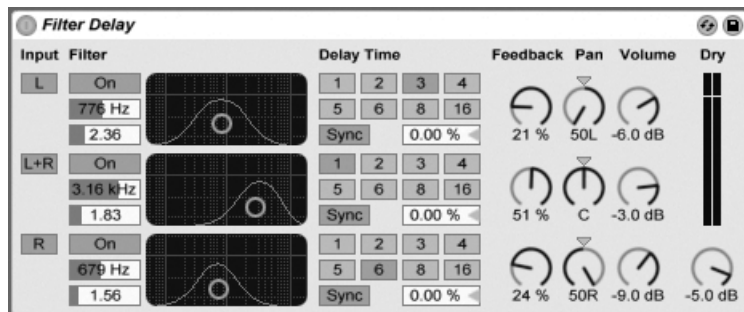 Filter Delay
Input Filter Delay Time Feedback Pan Volume Dry
L On 1 2 3 4
776 Hz 5 6 8 16
2.36 Sync 0.00 % 21 % 50L -6.0 dB
L+R On 1 2 3 4
3.16 kHz 5 6 8 16
1.83 Sync 0.00 % 51 % C -3.0 dB
R On 1 2 3 4
679 Hz 5 6 8 16
1.56 Sync 0.00 % 24 % 50R -9.0 dB -5.0 dB